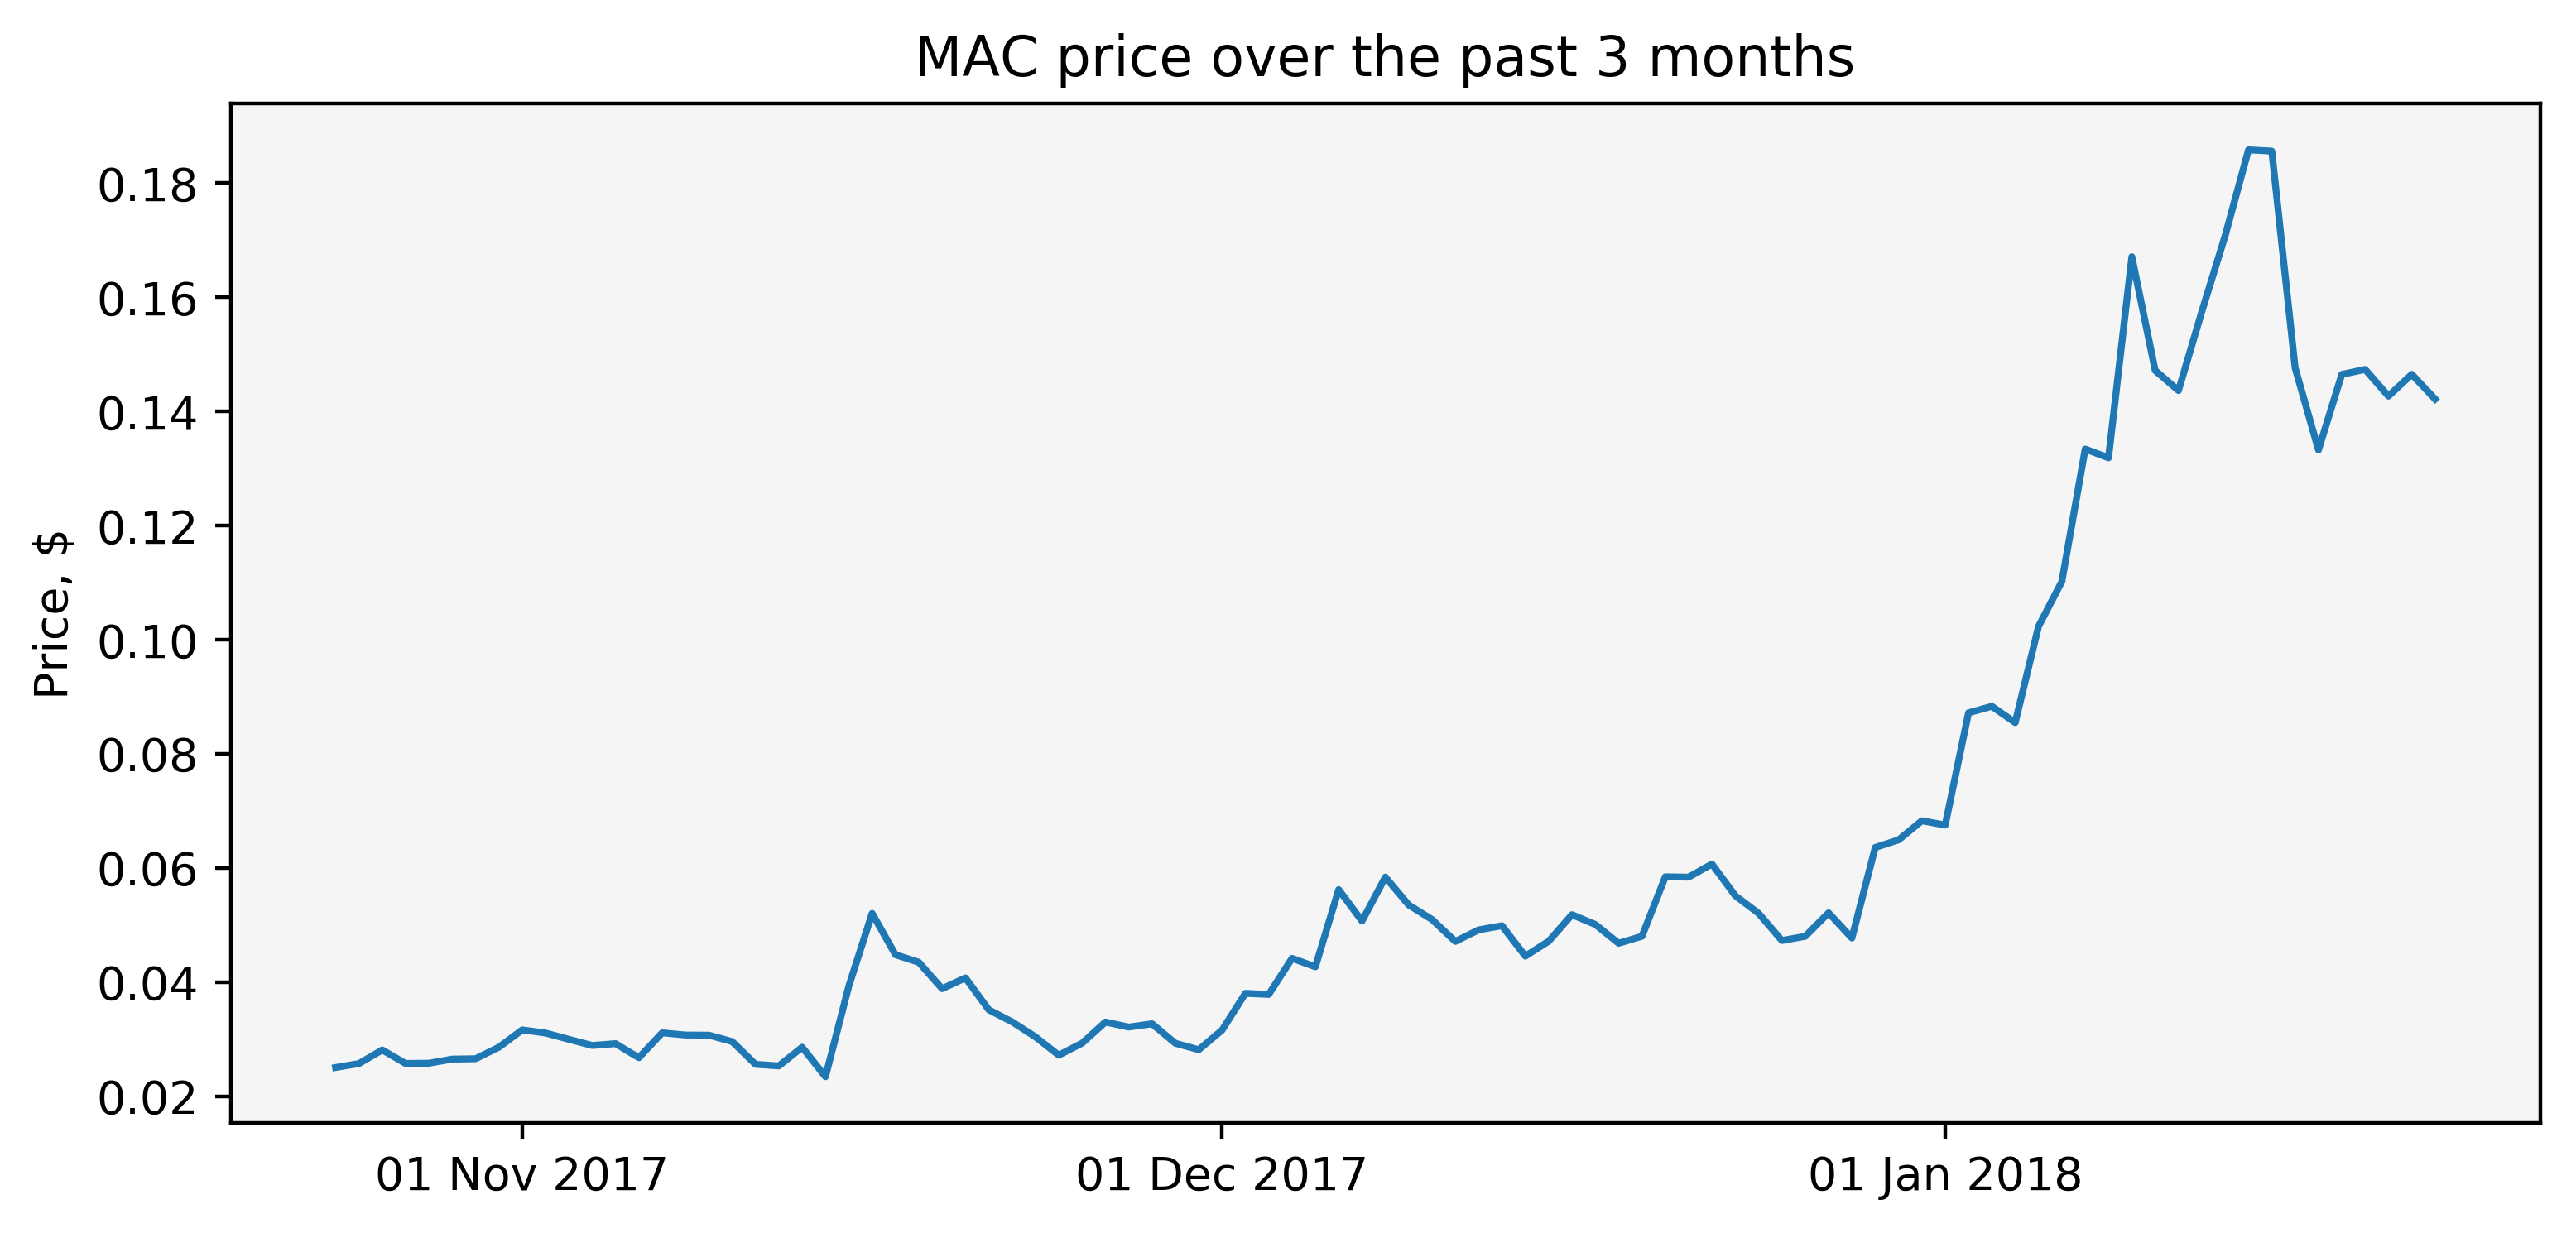 MAC price over the past 3 months
Price, $
0.18
0.16
0.14
0.12
0.10
0.08
0.06
0.04
0.02
01 Nov 2017
01 Dec 2017
01 Jan 2018